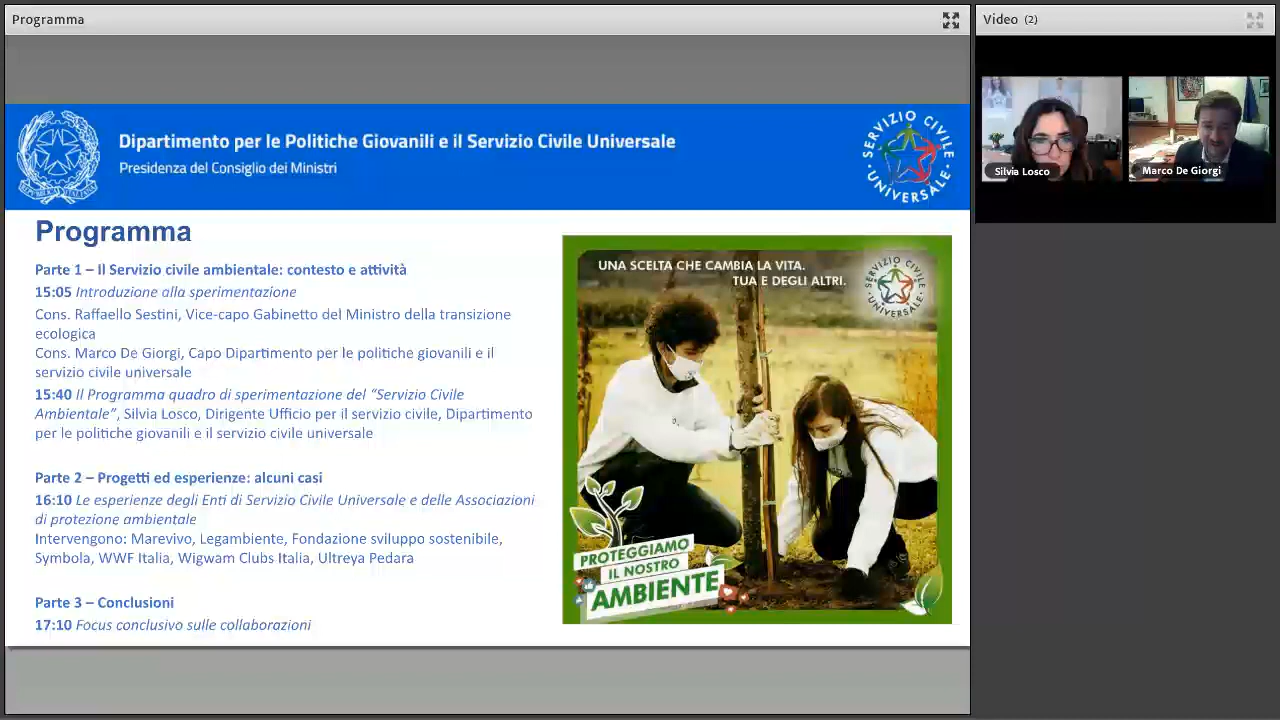 Programma
Video (2)
Dipartimento per le Politiche Giovanili e il Servizio Civile Universale
Presidenza del Consiglio dei Ministri
SERVIZIO CIVILE UNIVERSALE
Silvia Losco
Marco De Giorgi
Programma
Parte 1 – Il Servizio civile ambientale: contesto e attività
15:05 Introduzione alla sperimentazione
Cons. Raffaello Sestini, Vice-capo Gabinetto del Ministro della transizione
ecologica
Cons. Marco De Giorgi, Capo Dipartimento per le politiche giovanili e il
servizio civile universale
15:40 Il Programma quadro di sperimentazione del “Servizio Civile
Ambientale”, Silvia Losco, Dirigente Ufficio per il servizio civile, Dipartimento
per le politiche giovanili e il servizio civile universale
Parte 2 – Progetti ed esperienze: alcuni casi
16:10 Le esperienze degli Enti di Servizio Civile Universale e delle Associazioni
di protezione ambientale
Intervengono: Marevivo, Legambiente, Fondazione sviluppo sostenibile,
Symbola, WWF Italia, Wigwam Clubs Italia, Ultreya Pedara
Parte 3 – Conclusioni
17:10 Focus conclusivo sulle collaborazioni
UNA SCELTA CHE CAMBIA LA VITA.
TUA E DEGLI ALTRI.
SERVIZIO CIVILE UNIVERSALE
PROTEGGIAMO
IL NOSTRO
AMBIENTE